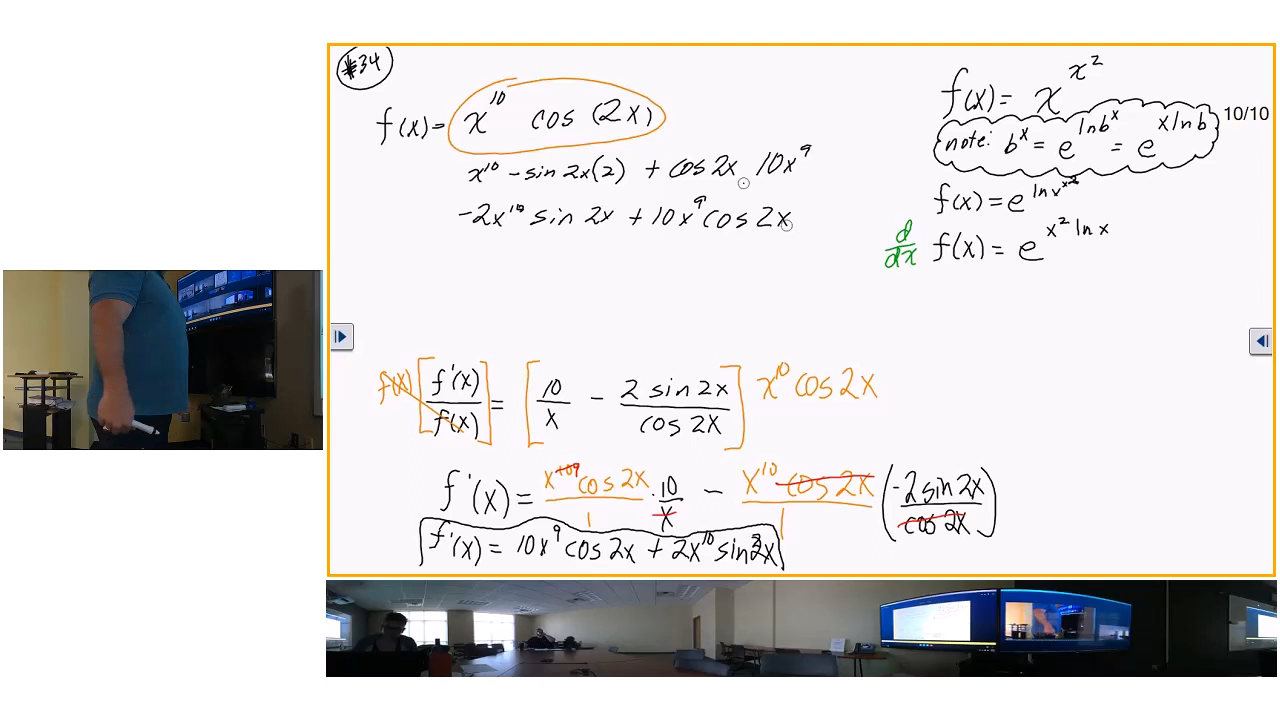 #34
f(x) = x^10 cos (2x)
x^10 - sin 2x (2) + cos 2x 10x^9
-2x^10 sin 2x + 10x^9 cos 2x
f(x) [f'(x)/f(x)] = [10/x - 2 sin 2x/cos 2x] x^10 cos 2x
f'(x) = x^10 9 cos 2x/1 · 10/x - x^10 cos 2x/1 (-2 sin 2x/cos 2x)
f'(x) = 10x^9 cos 2x + 2x^10 sin 2x
f(x) = x^x^2
note: b^x = e^ln b^x = e^x ln b
10/10
f(x) = e^ln x^x^2
d/dx f(x) = e^x^2 ln x